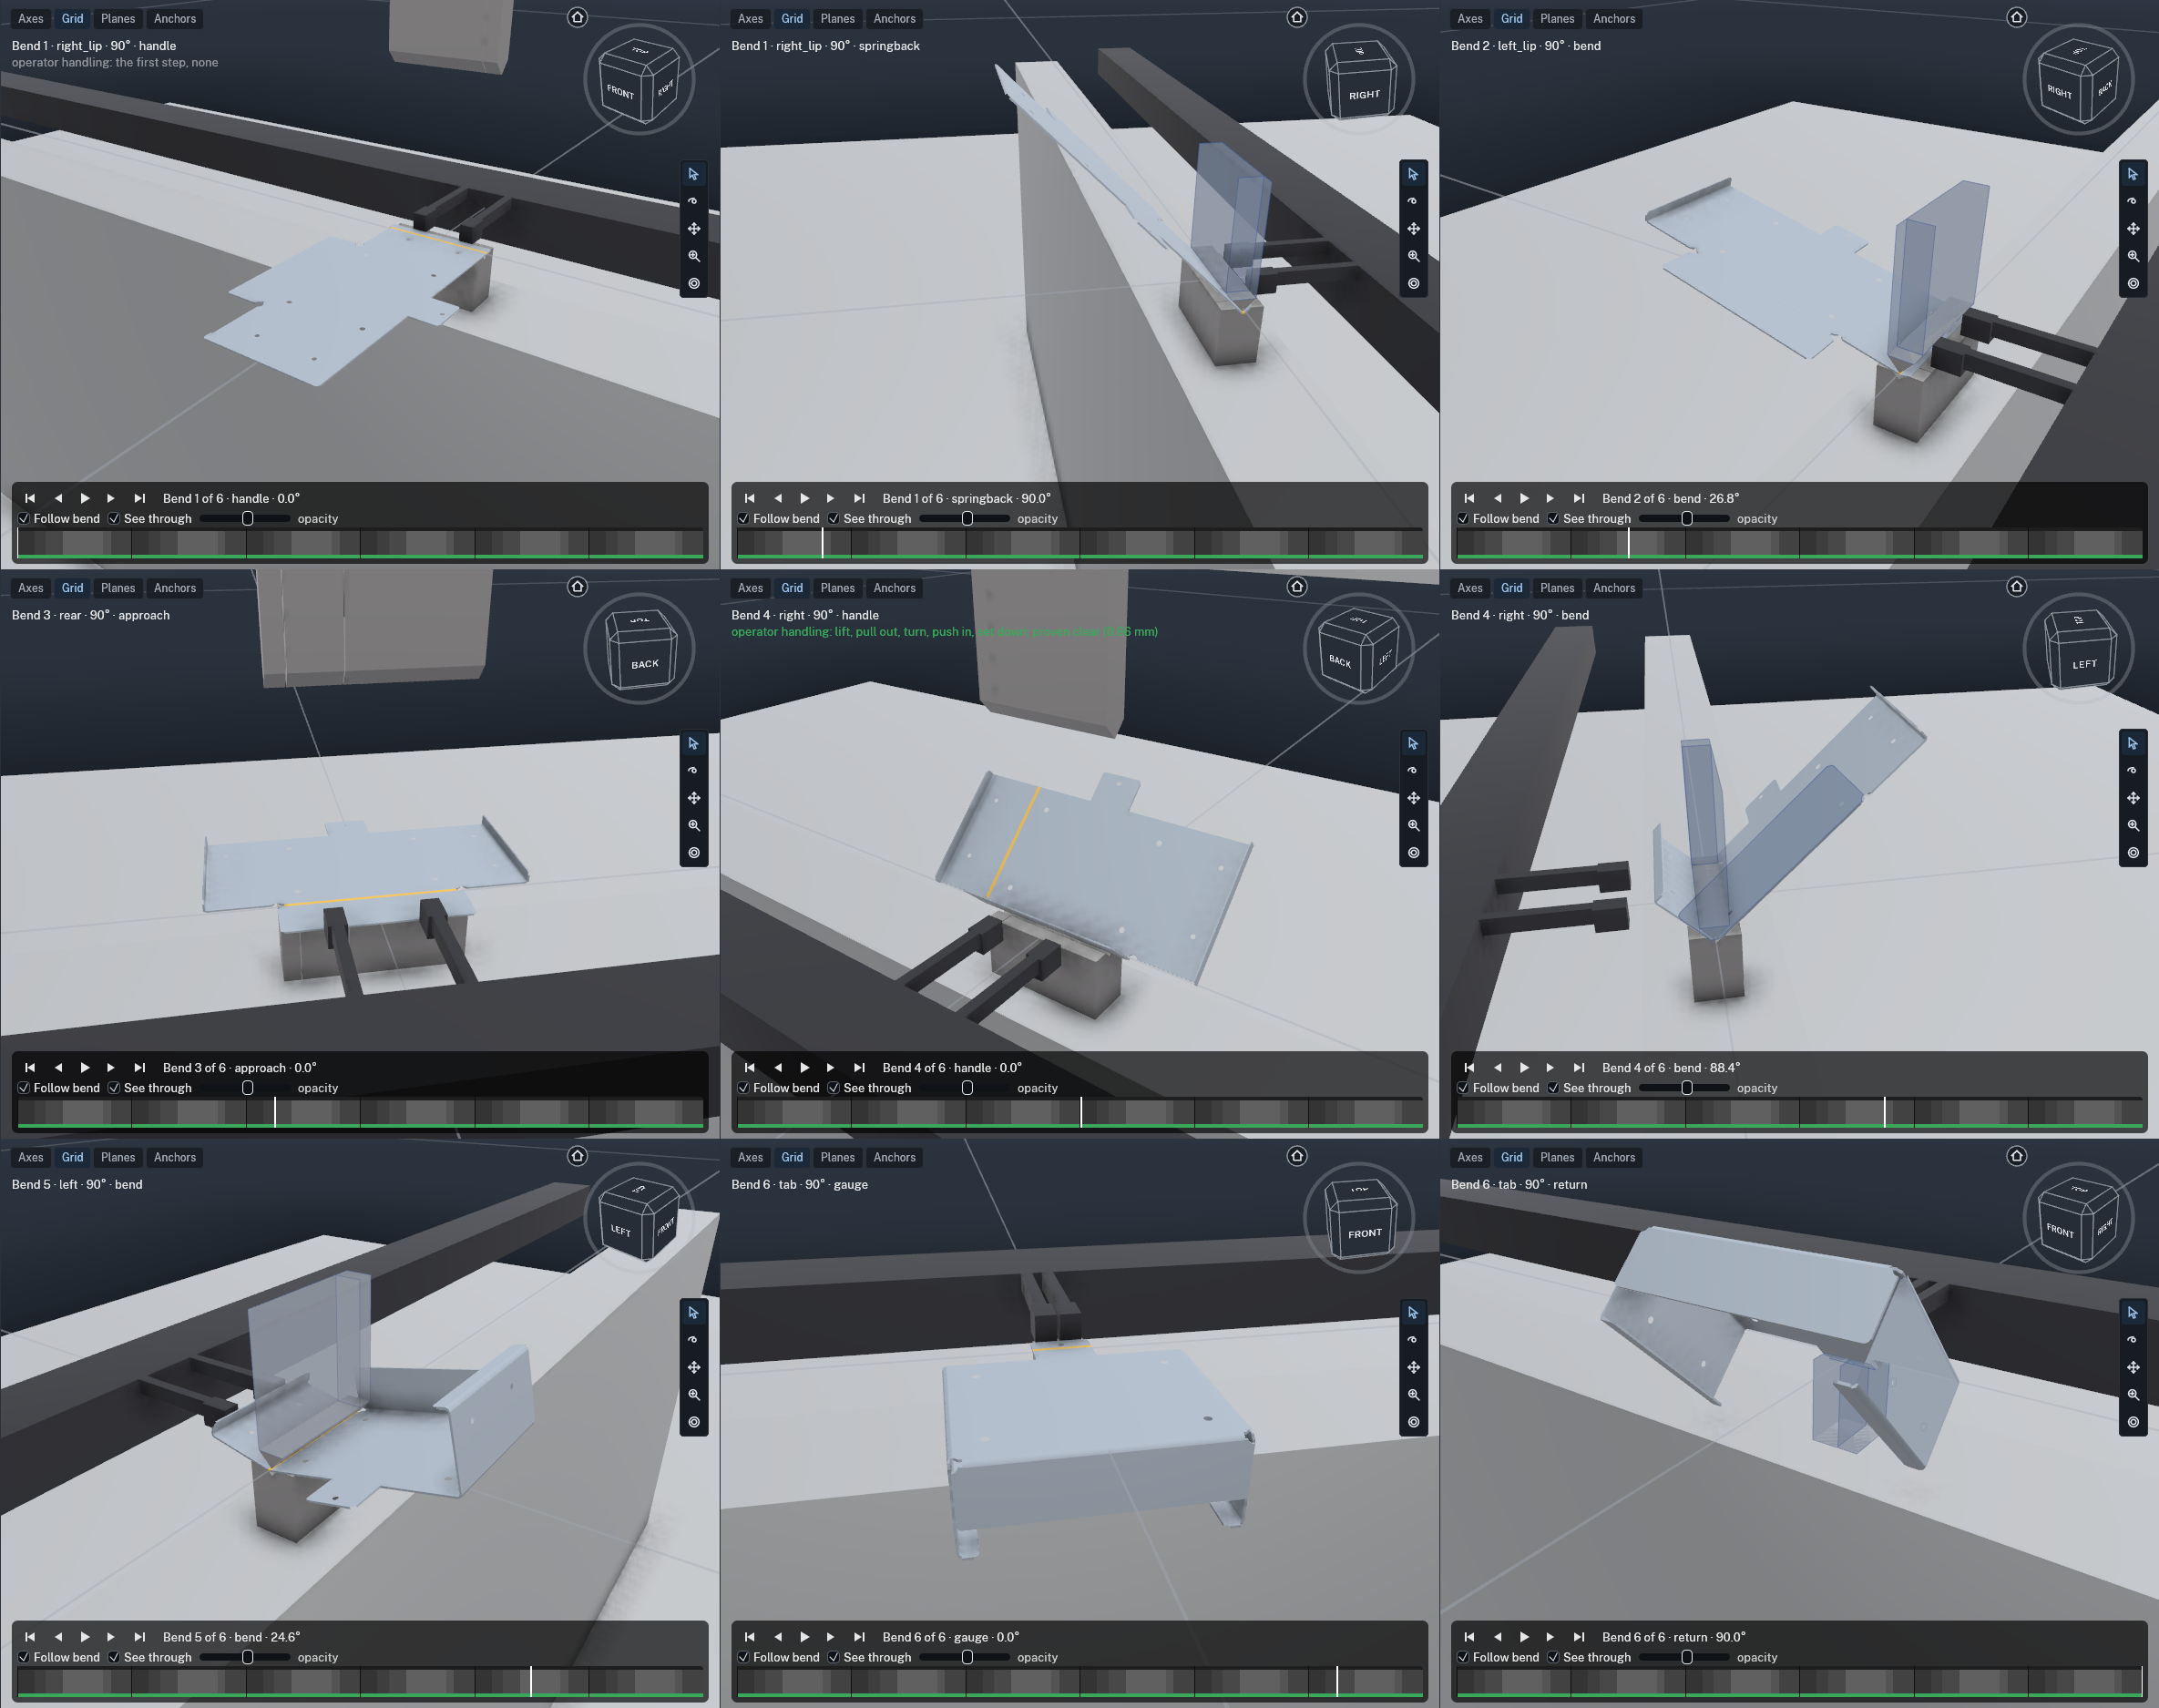 Axes Grid Planes Anchors
Bend 1 · right_lip · 90° · handle
operator handling: the first step, none
TOP
FRONT RIGHT
Bend 1 of 6 · handle · 0.0°
Follow bend See through opacity
Axes Grid Planes Anchors
Bend 1 · right_lip · 90° · springback
RIGHT
Bend 1 of 6 · springback · 90.0°
Follow bend See through opacity
Axes Grid Planes Anchors
Bend 2 · left_lip · 90° · bend
RIGHT BACK
Bend 2 of 6 · bend · 26.8°
Follow bend See through opacity
Axes Grid Planes Anchors
Bend 3 · rear · 90° · approach
TOP
BACK
Bend 3 of 6 · approach · 0.0°
Follow bend See through opacity
Axes Grid Planes Anchors
Bend 4 · right · 90° · handle
operator handling: lift, pull out, turn, push in,
BACK LEFT
Bend 4 of 6 · handle · 0.0°
Follow bend See through opacity
Axes Grid Planes Anchors
Bend 4 · right · 90° · bend
LEFT
Bend 4 of 6 · bend · 88.4°
Follow bend See through opacity
Axes Grid Planes Anchors
Bend 5 · left · 90° · bend
LEFT FRONT
Bend 5 of 6 · bend · 24.6°
Follow bend See through opacity
Axes Grid Planes Anchors
Bend 6 · tab · 90° · gauge
TOP
FRONT
Bend 6 of 6 · gauge · 0.0°
Follow bend See through opacity
Axes Grid Planes Anchors
Bend 6 · tab · 90° · return
TOP
FRONT RIGHT
Bend 6 of 6 · return · 90.0°
Follow bend See through opacity